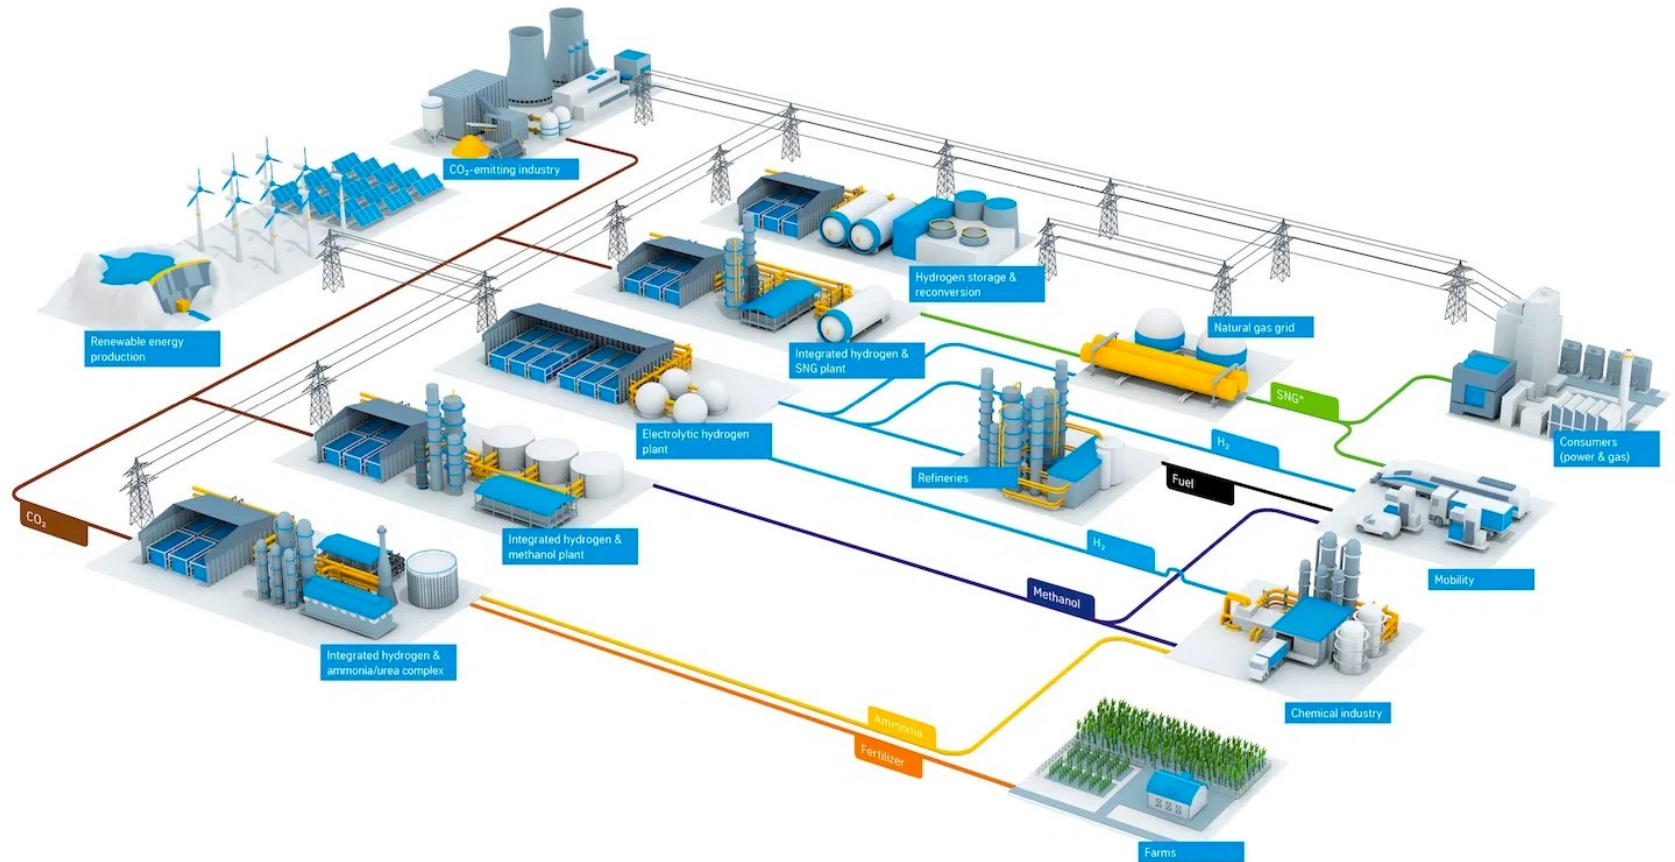 CO₂-emitting industry
Renewable energy
production
Hydrogen storage &
reconversion
Natural gas grid
Integrated hydrogen &
SNG plant
SNG*
Consumers
(power & gas)
Electrolytic hydrogen
plant
H₂
Refineries
Fuel
CO₂
Integrated hydrogen &
methanol plant
H₂
Mobility
Methanol
Integrated hydrogen &
ammonia/urea complex
Chemical industry
Ammonia
Fertilizer
Farms